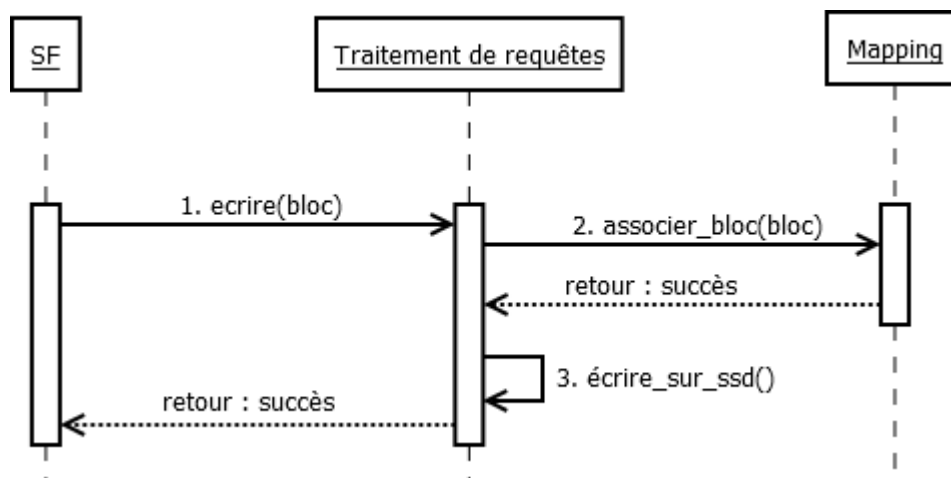 SF
Traitement de requêtes
Mapping
1. ecrire(bloc)
2. associer_bloc(bloc)
retour : succès
3. écrire_sur_ssd()
retour : succès